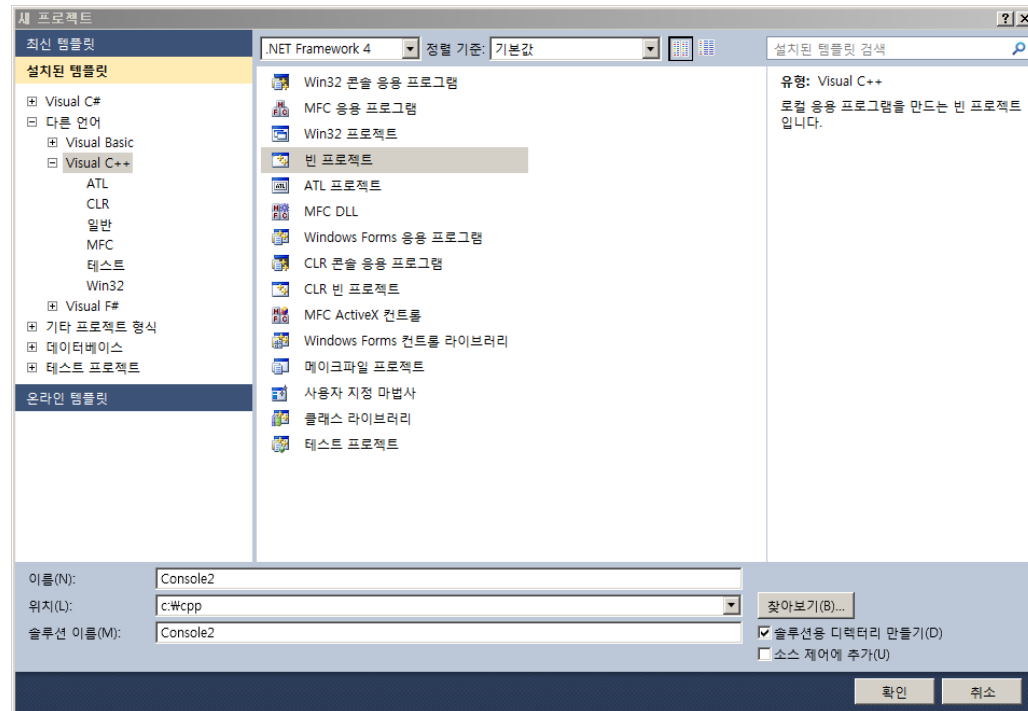 새 프로젝트
최신 템플릿
설치된 템플릿
Visual C#
다른 언어
Visual Basic
Visual C++
ATL
CLR
일반
MFC
테스트
Win32
Visual F#
기타 프로젝트 형식
데이터베이스
테스트 프로젝트
온라인 템플릿
.NET Framework 4 정렬 기준: 기본값
Win32 콘솔 응용 프로그램
MFC 응용 프로그램
Win32 프로젝트
빈 프로젝트
ATL 프로젝트
MFC DLL
Windows Forms 응용 프로그램
CLR 콘솔 응용 프로그램
CLR 빈 프로젝트
MFC ActiveX 컨트롤
Windows Forms 컨트롤 라이브러리
메이크파일 프로젝트
사용자 지정 마법사
클래스 라이브러리
테스트 프로젝트
설치된 템플릿 검색
유형: Visual C++
로컬 응용 프로그램을 만드는 빈 프로젝트
입니다.
이름(N): Console2
위치(L): c:₩cpp 찾아보기(B)...
솔루션 이름(M): Console2 솔루션용 디렉터리 만들기(D)
소스 제어에 추가(U)
확인 취소